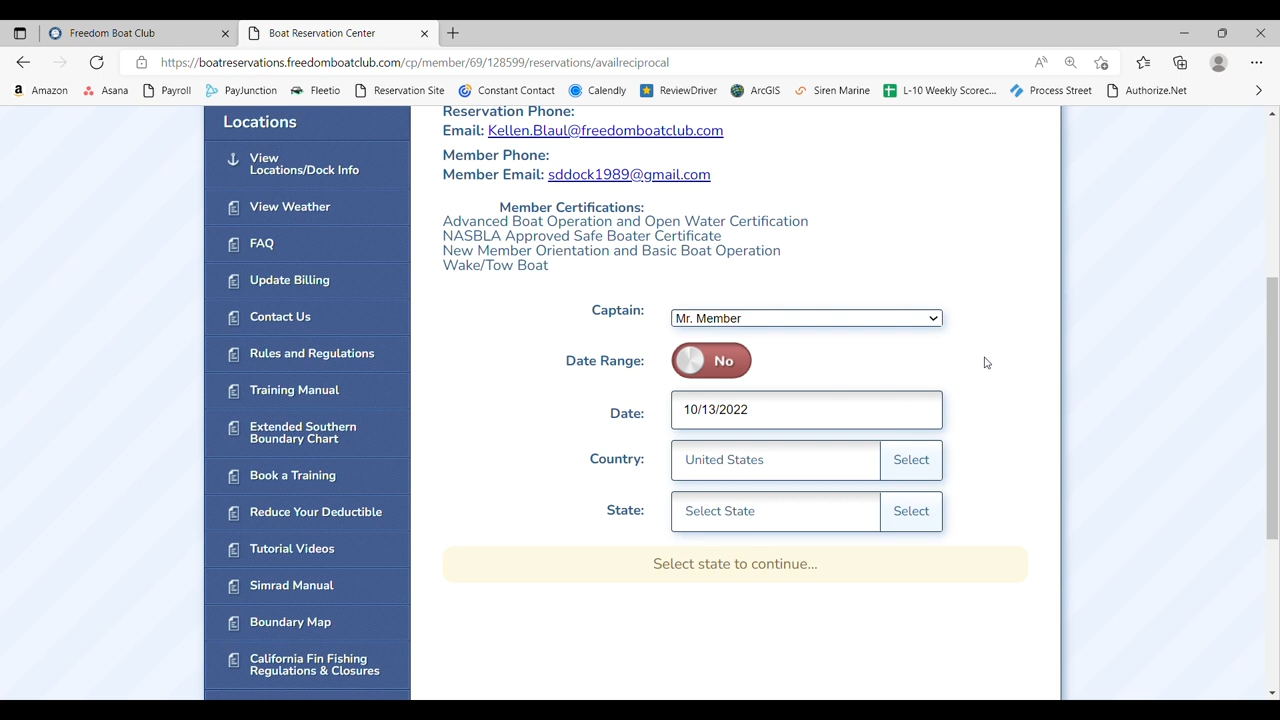 Freedom Boat Club
Boat Reservation Center
https://boatreservations.freedomboatclub.com/cp/member/69/128599/reservations/availreciprocal
Amazon Asana Payroll PayJunction Fleetio Reservation Site Constant Contact Calendly ReviewDriver ArcGIS Siren Marine L-10 Weekly Scorec... Process Street Authorize.Net
Locations
View
Locations/Dock Info
View Weather
FAQ
Update Billing
Contact Us
Rules and Regulations
Training Manual
Extended Southern
Boundary Chart
Book a Training
Reduce Your Deductible
Tutorial Videos
Simrad Manual
Boundary Map
California Fin Fishing
Regulations & Closures
Reservation Phone:
Email: Kellen.Blaul@freedomboatclub.com
Member Phone:
Member Email: sddock1989@gmail.com
Member Certifications:
Advanced Boat Operation and Open Water Certification
NASBLA Approved Safe Boater Certificate
New Member Orientation and Basic Boat Operation
Wake/Tow Boat
Captain: Mr. Member
Date Range: No
Date: 10/13/2022
Country: United States Select
State: Select State Select
Select state to continue...